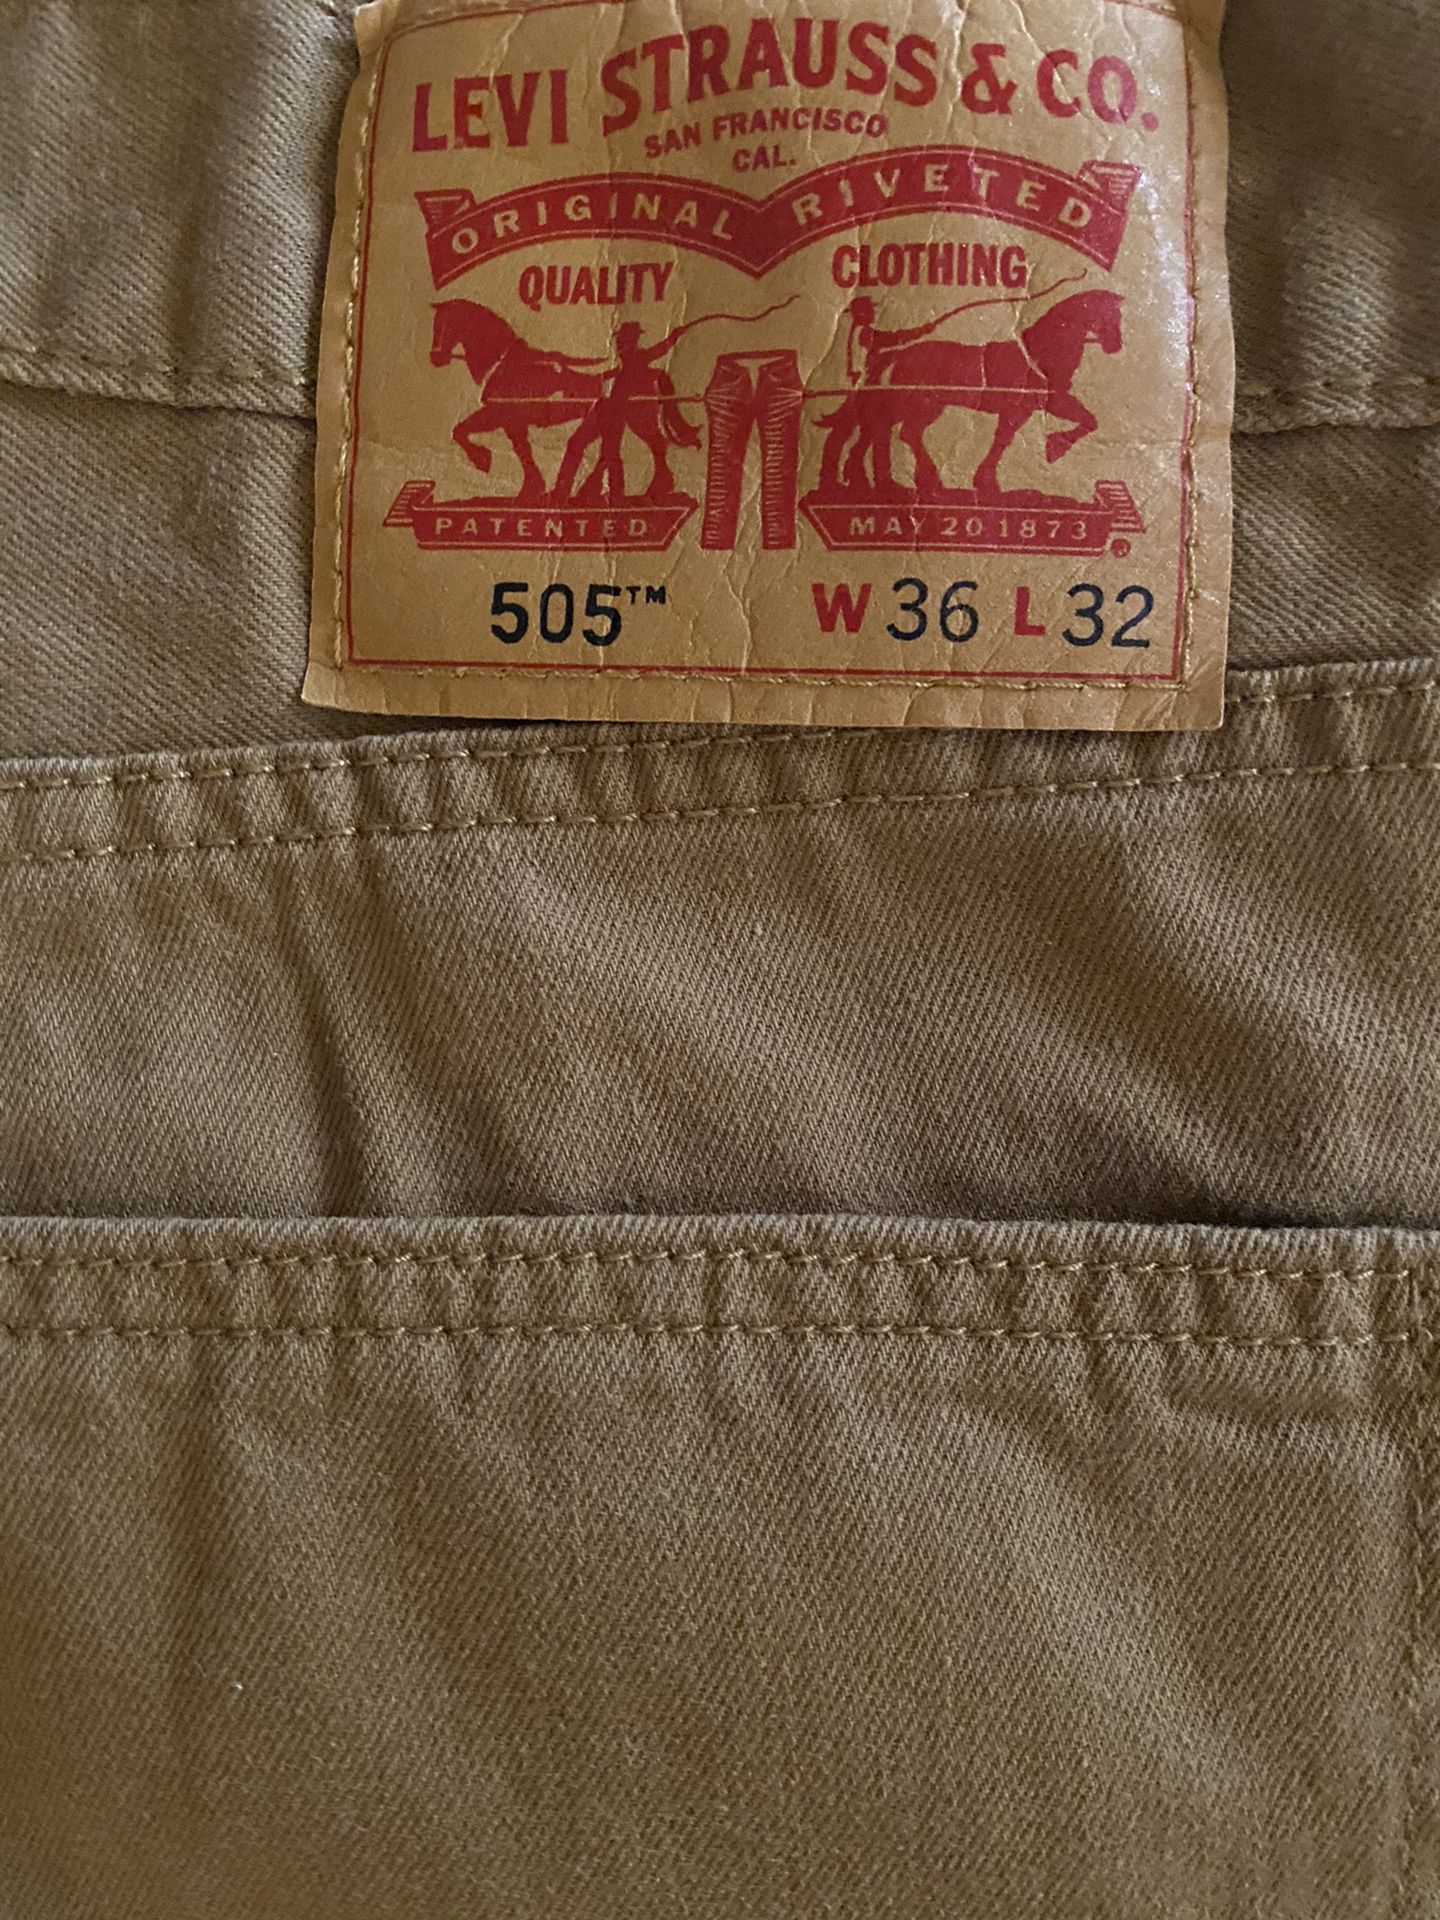 LEVI STRAUSS & CO.
SAN FRANCISCO
CAL.
ORIGINAL RIVETED
QUALITY CLOTHING
PATENTED MAY 20 1873
505™ W 36 L 32